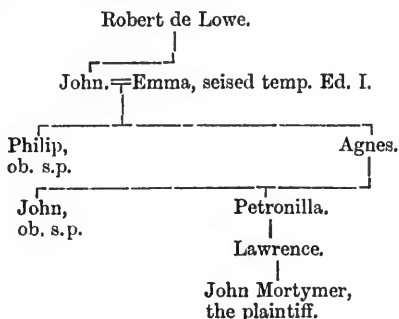 Robert de Lowe.
John.=Emma, seised temp. Ed. I.
Philip, Agnes.
ob. s.p.
John, Petronilla.
ob. s.p.
Lawrence.
John Mortymer,
the plaintiff.